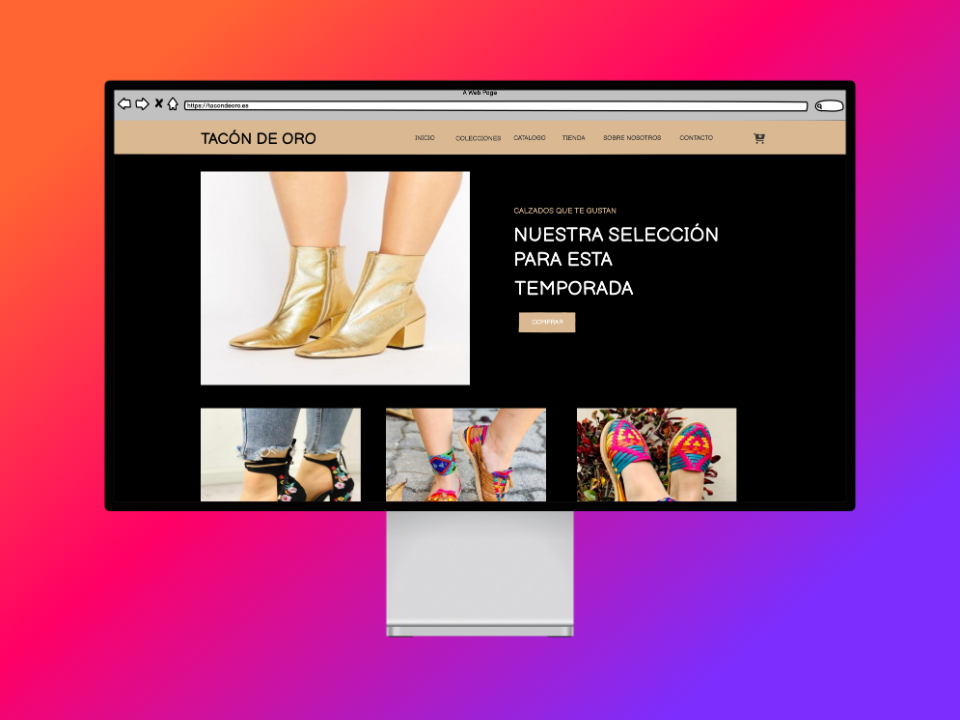 A Web Page
https://tacondeoro.es
TACÓN DE ORO
INICIO
COLECCIONES
CATALOGO
TIENDA
SOBRE NOSOTROS
CONTACTO
CALZADOS QUE TE GUSTAN
NUESTRA SELECCIÓN
PARA ESTA
TEMPORADA
COMPRAR